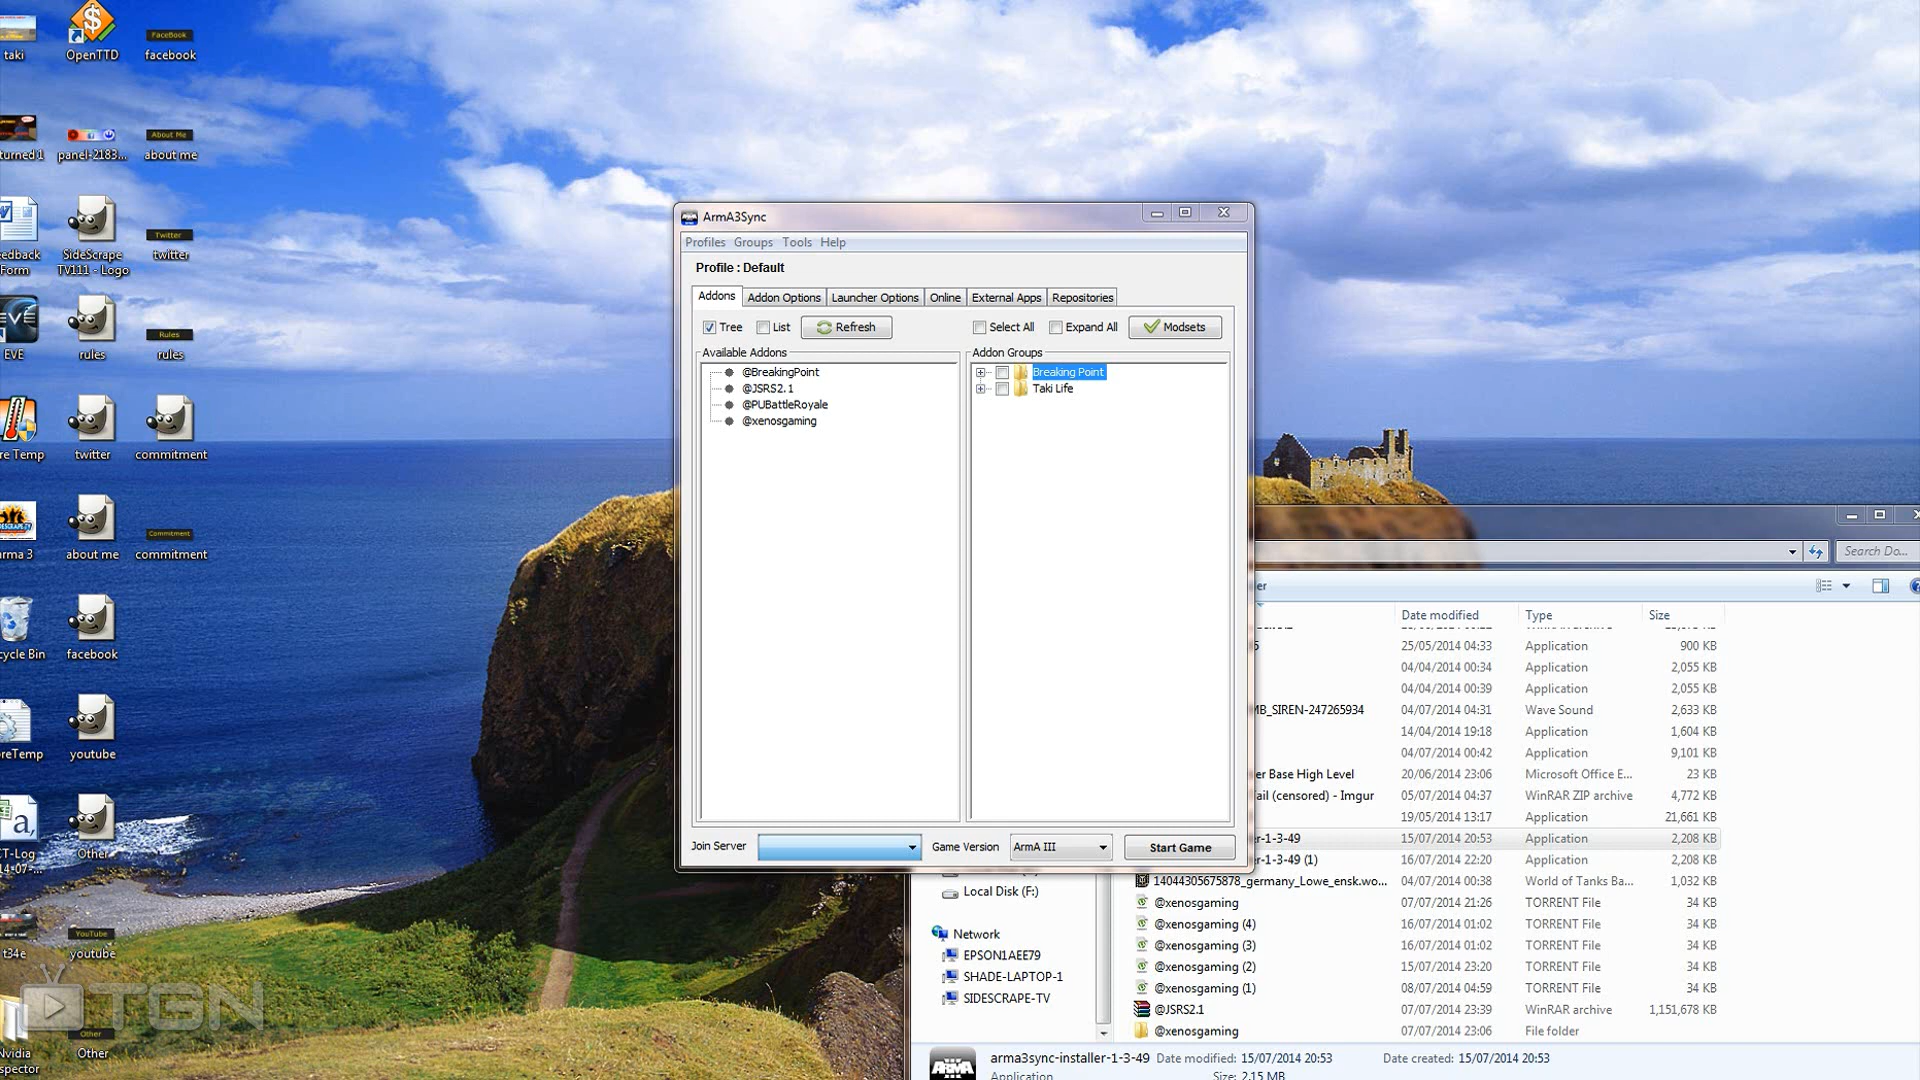 taki
OpenTTD
FaceBook
facebook
turned 1
panel-2183...
About Me
about me
edback
Form
SideScrape
TV111 - Logo
Twitter
twitter
EVE
rules
Rules
rules
re Temp
twitter
commitment
rma 3
about me
Commitment
commitment
cycle Bin
facebook
oreTemp
youtube
CT-Log
14-07-...
Other
t34e
YouTube
youtube
TGN
Nvidia
spector
Other
Other
ArmA3Sync
Profiles Groups Tools Help
Profile : Default
Addons Addon Options Launcher Options Online External Apps Repositories
Tree List Refresh Select All Expand All Modsets
Available Addons
@BreakingPoint
@JSRS2.1
@PUBattleRoyale
@xenosgaming
Addon Groups
Breaking Point
Taki Life
Join Server Game Version ArmA III Start Game
Search Do...
er
Date modified Type Size
25/05/2014 04:33 Application 900 KB
04/04/2014 00:34 Application 2,055 KB
04/04/2014 00:39 Application 2,055 KB
MB_SIREN-247265934 04/07/2014 04:31 Wave Sound 2,633 KB
14/04/2014 19:18 Application 1,604 KB
04/07/2014 00:42 Application 9,101 KB
er Base High Level 20/06/2014 23:06 Microsoft Office E... 23 KB
ail (censored) - Imgur 05/07/2014 04:37 WinRAR ZIP archive 4,772 KB
19/05/2014 13:17 Application 21,661 KB
er-1-3-49 15/07/2014 20:53 Application 2,208 KB
er-1-3-49 (1) 16/07/2014 22:20 Application 2,208 KB
14044305675878_germany_Lowe_ensk.wo... 04/07/2014 00:38 World of Tanks Ba... 1,032 KB
@xenosgaming 07/07/2014 21:26 TORRENT File 34 KB
@xenosgaming (4) 16/07/2014 01:02 TORRENT File 34 KB
@xenosgaming (3) 16/07/2014 01:02 TORRENT File 34 KB
@xenosgaming (2) 15/07/2014 23:20 TORRENT File 34 KB
@xenosgaming (1) 08/07/2014 04:59 TORRENT File 34 KB
@JSRS2.1 07/07/2014 23:39 WinRAR archive 1,151,678 KB
@xenosgaming 07/07/2014 23:06 File folder
Local Disk (F:)
Network
EPSON1AEE79
SHADE-LAPTOP-1
SIDESCRAPE-TV
arma3sync-installer-1-3-49 Date modified: 15/07/2014 20:53 Date created: 15/07/2014 20:53
Application Size: 2.15 MB
ARMA